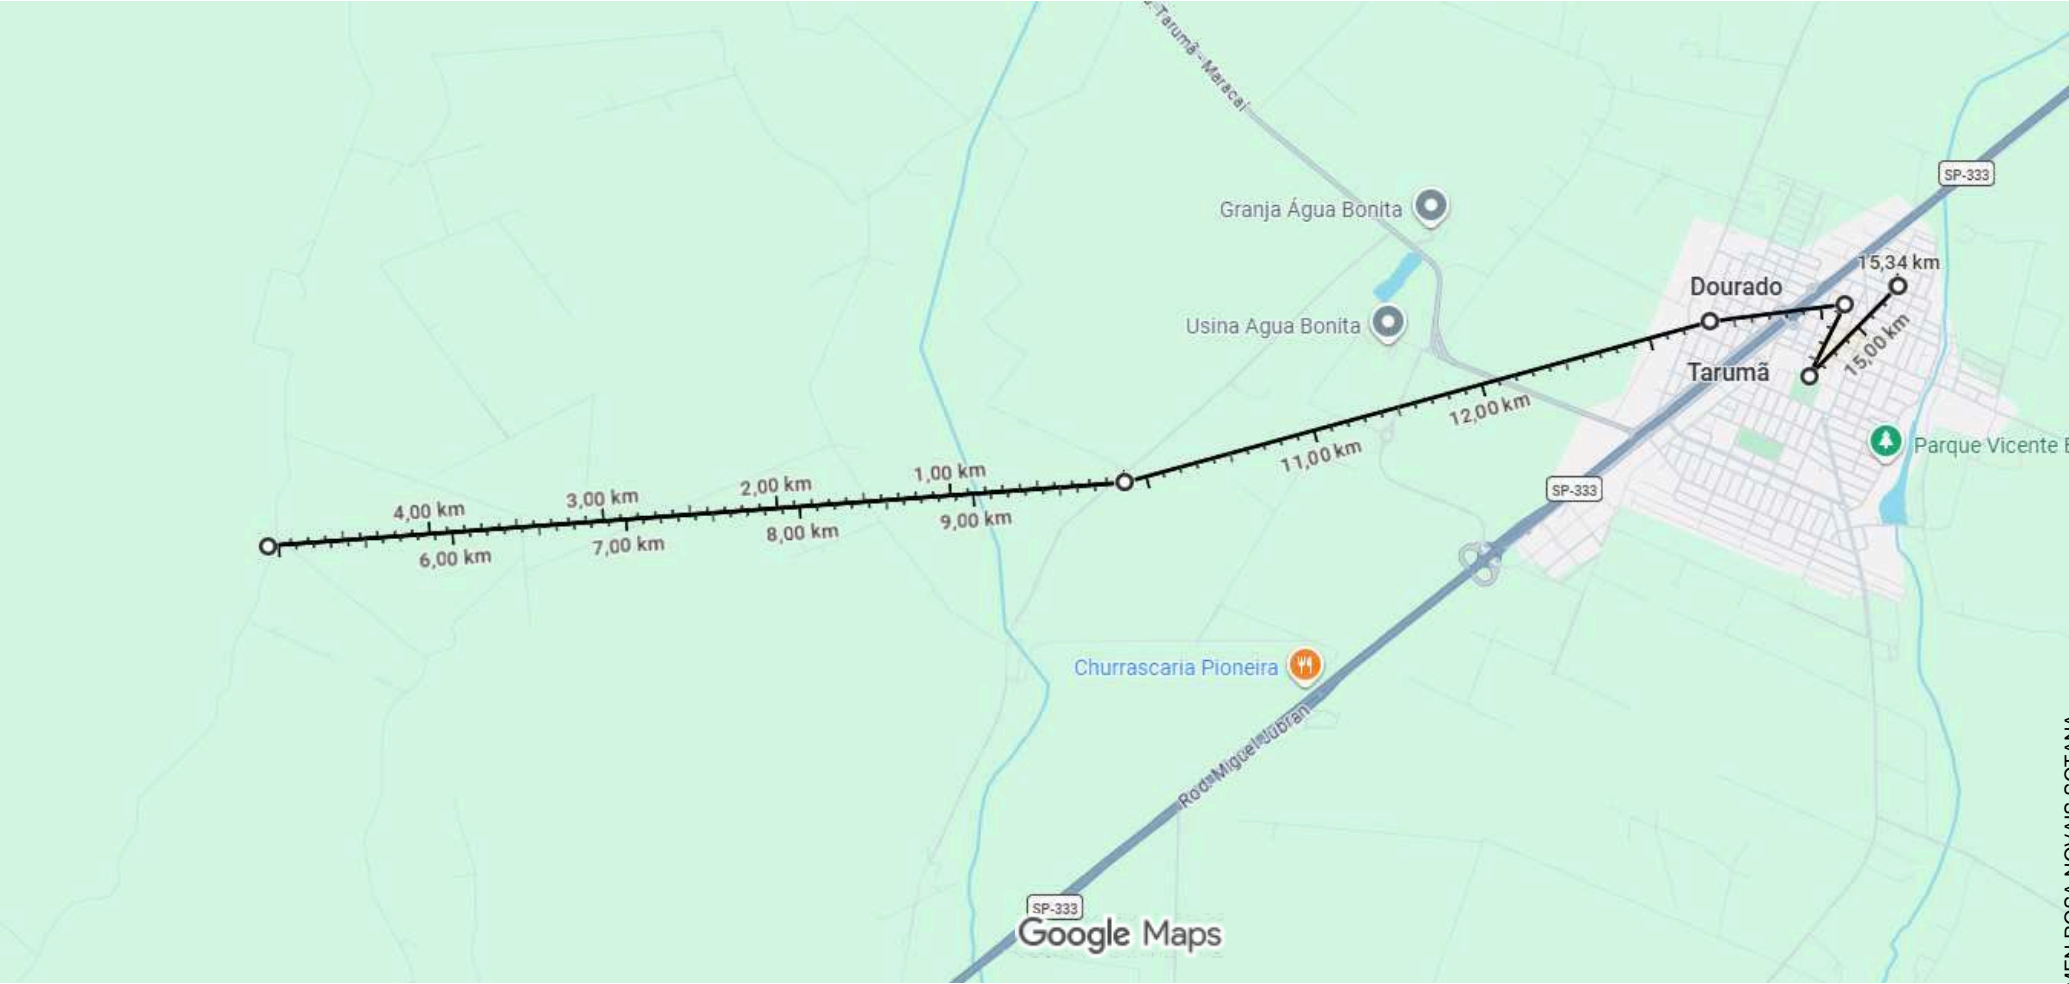 Tarumã - Maracaí
SP-333
Granja Água Bonita
15,34 km
Dourado
Usina Agua Bonita
15,00 km
Tarumã
12,00 km
Parque Vicente
11,00 km
1,00 km
2,00 km
3,00 km
4,00 km
SP-333
9,00 km
8,00 km
7,00 km
6,00 km
Churrascaria Pioneira
Rod. Miguel Jubran
SP-333
Google Maps
ROSA NOVAIS